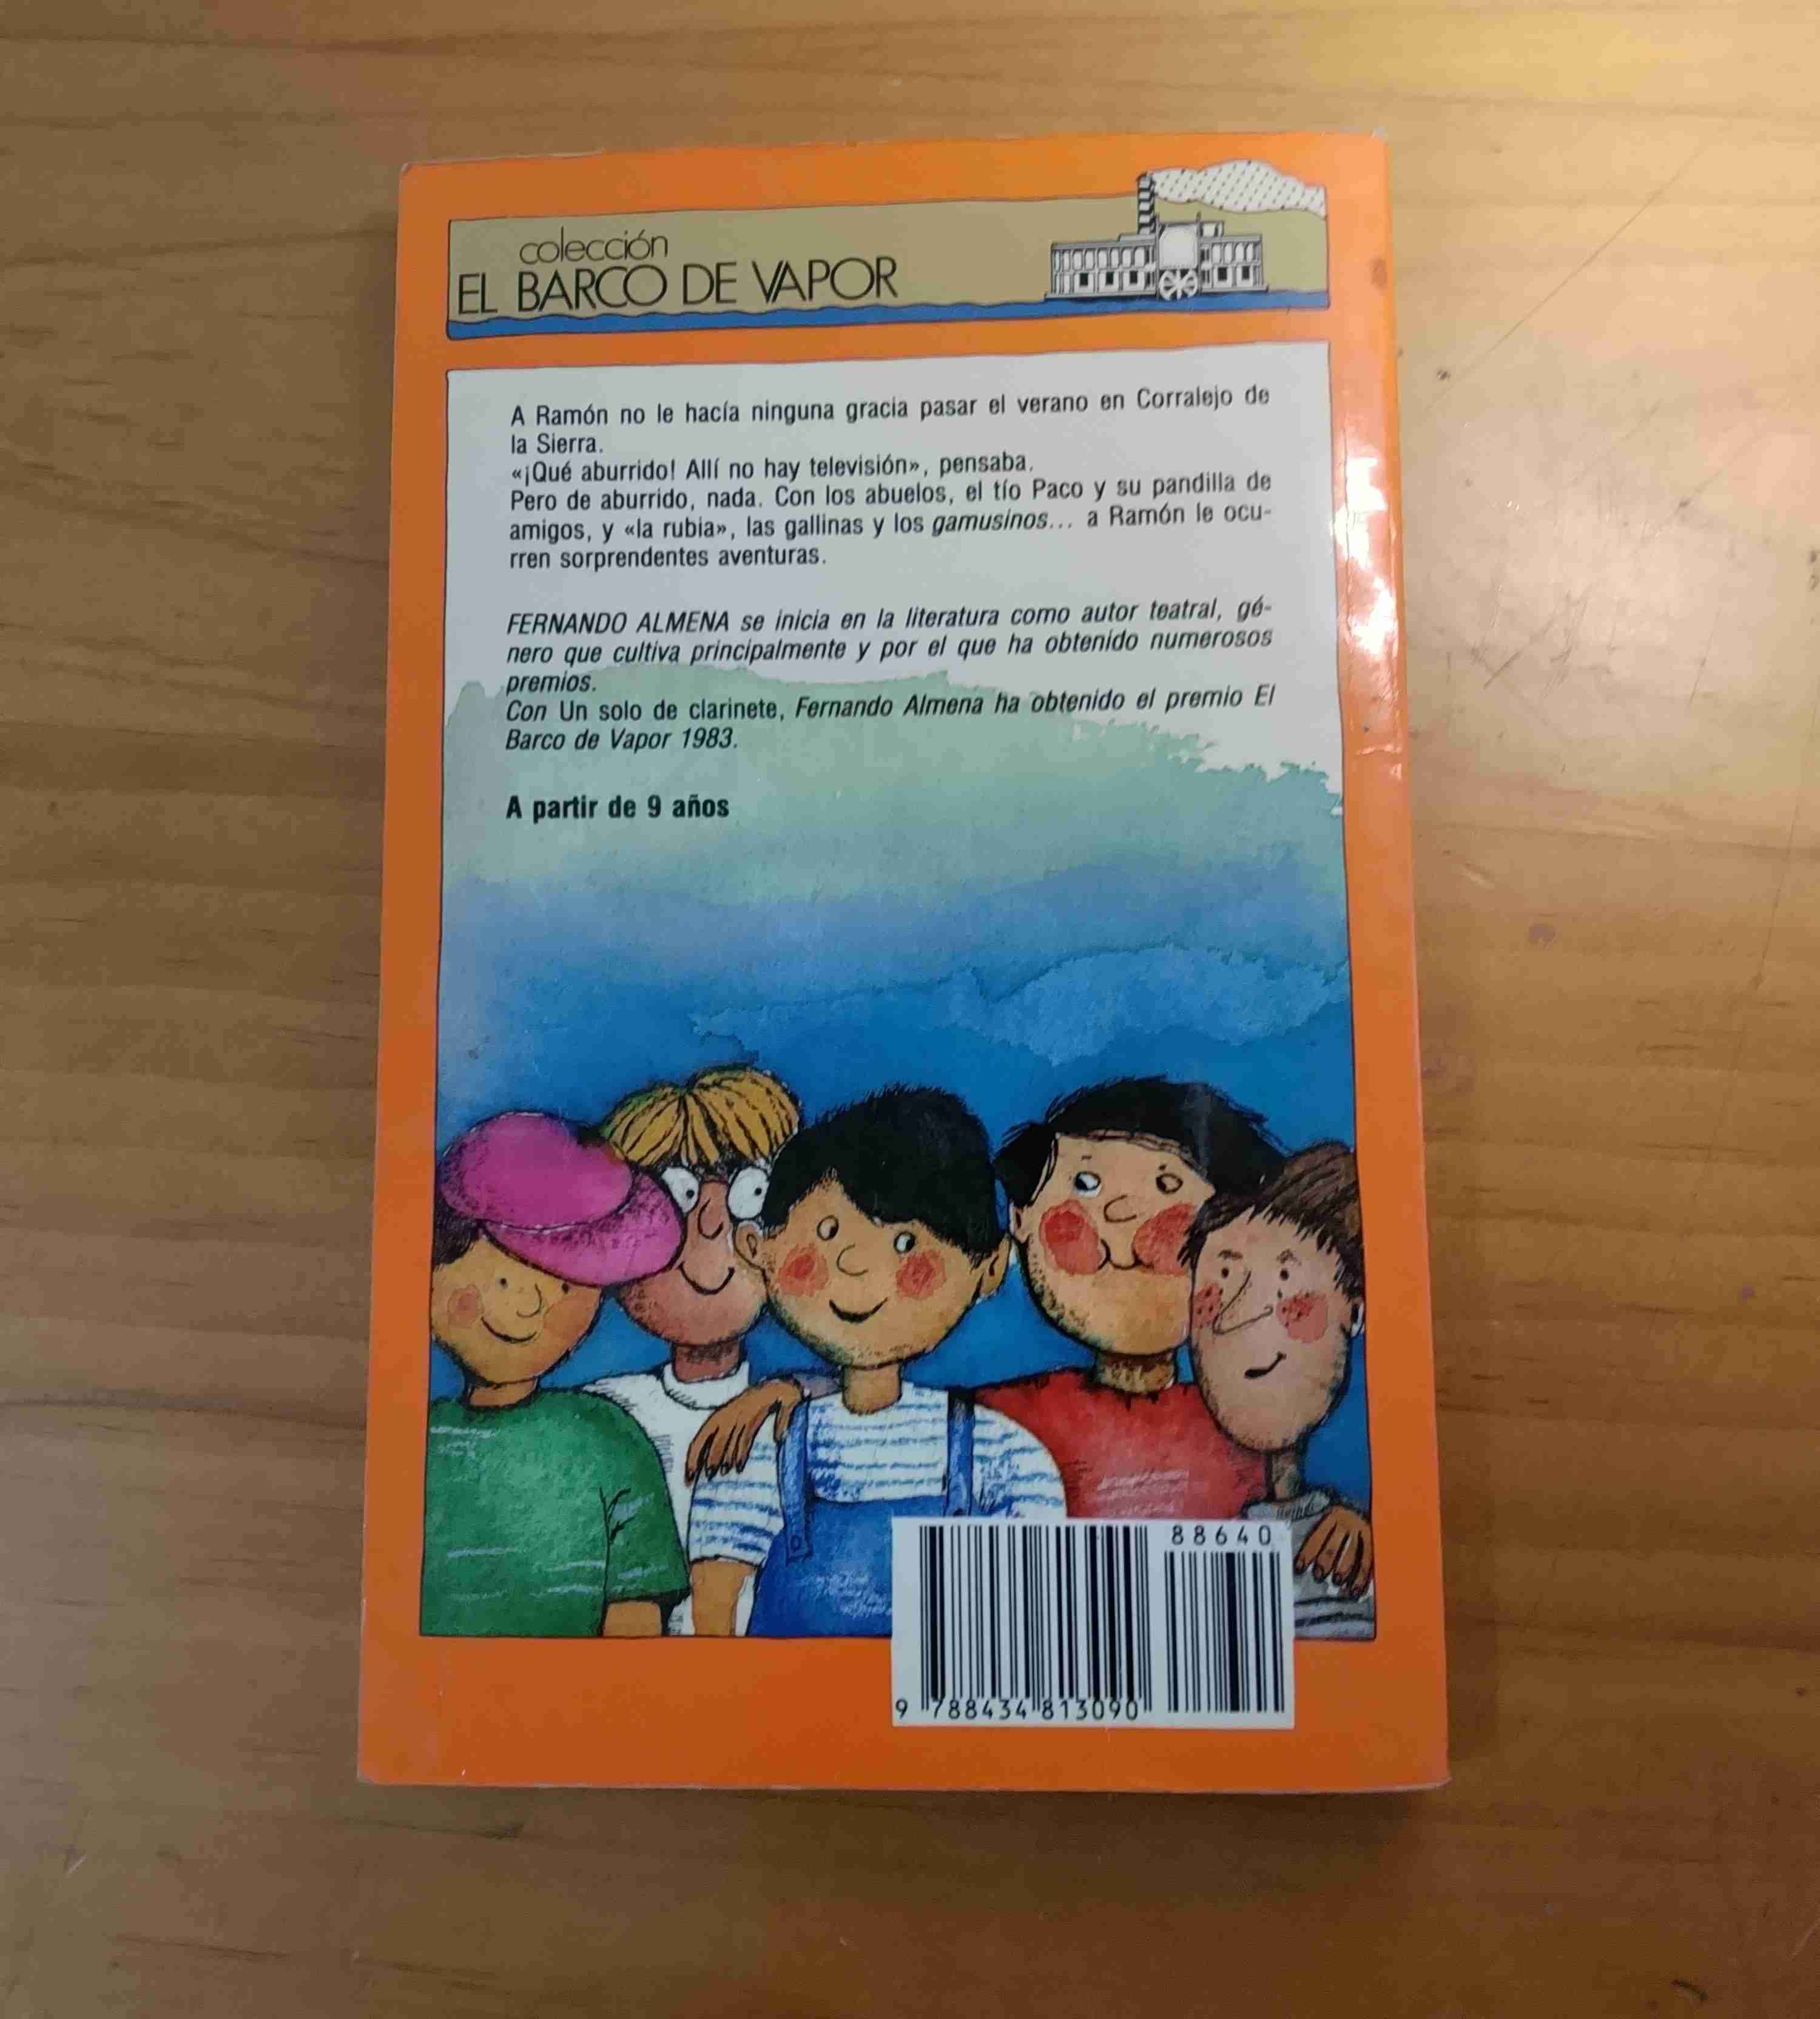 colección
EL BARCO DE VAPOR
A Ramón no le hacía ninguna gracia pasar el verano en Corralejo de
la Sierra.
«¡Qué aburrido! Allí no hay televisión», pensaba.
Pero de aburrido, nada. Con los abuelos, el tío Paco y su pandilla de
amigos, y «la rubia», las gallinas y los gamusinos... a Ramón le ocu-
rren sorprendentes aventuras.
FERNANDO ALMENA se inicia en la literatura como autor teatral, gé-
nero que cultiva principalmente y por el que ha obtenido numerosos
premios.
Con Un solo de clarinete, Fernando Almena ha obtenido el premio El
Barco de Vapor 1983.
A partir de 9 años
88640
9 788434 813090